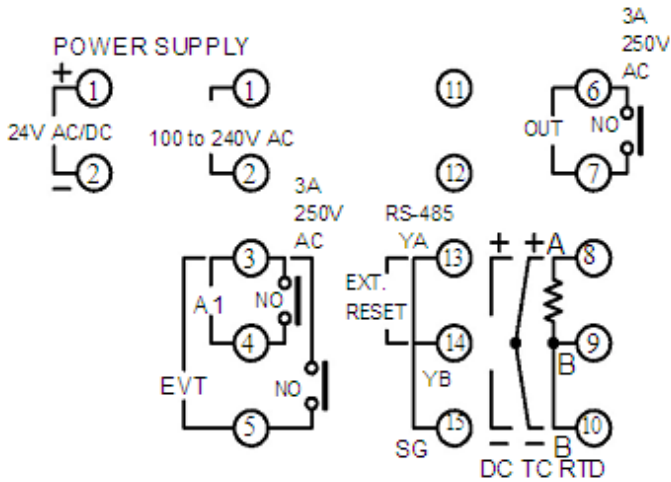 POWER SUPPLY
3A
250V
AC
+
1
1
11
6
24V AC/DC
100 to 240V AC
OUT
NO
−
2
2
12
7
3A
250V
AC
RS-485
YA
+
+
A
3
13
8
A1
NO
EXT.
RESET
4
14
9
B
YB
EVT
NO
5
15
10
SG
−
−
B
DC TC RTD